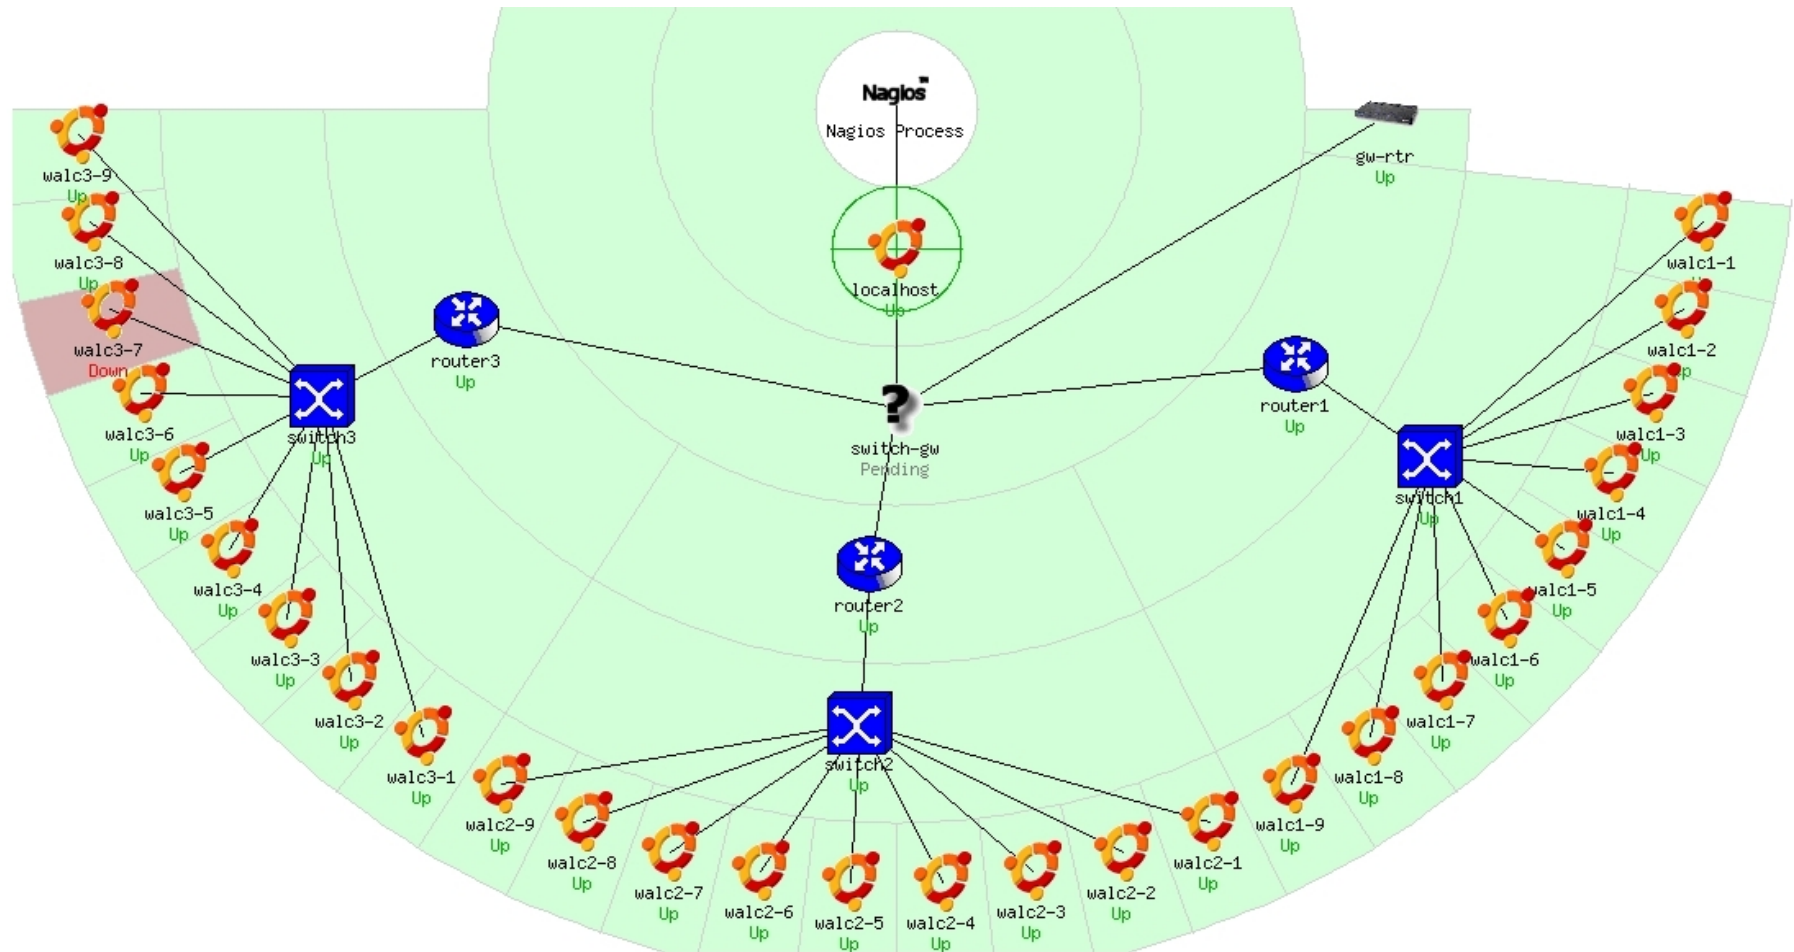 Nagios™
Nagios Process
gw-rtr
Up
walc3-9
Up
walc3-8
Up
walc3-7
Down
walc3-6
Up
walc3-5
Up
walc3-4
Up
walc3-3
Up
walc3-2
Up
walc3-1
Up
localhost
Up
router3
Up
switch3
Up
switch-gw
Pending
router1
Up
switch1
Up
router2
Up
switch2
Up
walc1-1
Up
walc1-2
Up
walc1-3
Up
walc1-4
Up
walc1-5
Up
walc1-6
Up
walc1-7
Up
walc1-8
Up
walc1-9
Up
walc2-9
Up
walc2-8
Up
walc2-7
Up
walc2-6
Up
walc2-5
Up
walc2-4
Up
walc2-3
Up
walc2-2
Up
walc2-1
Up